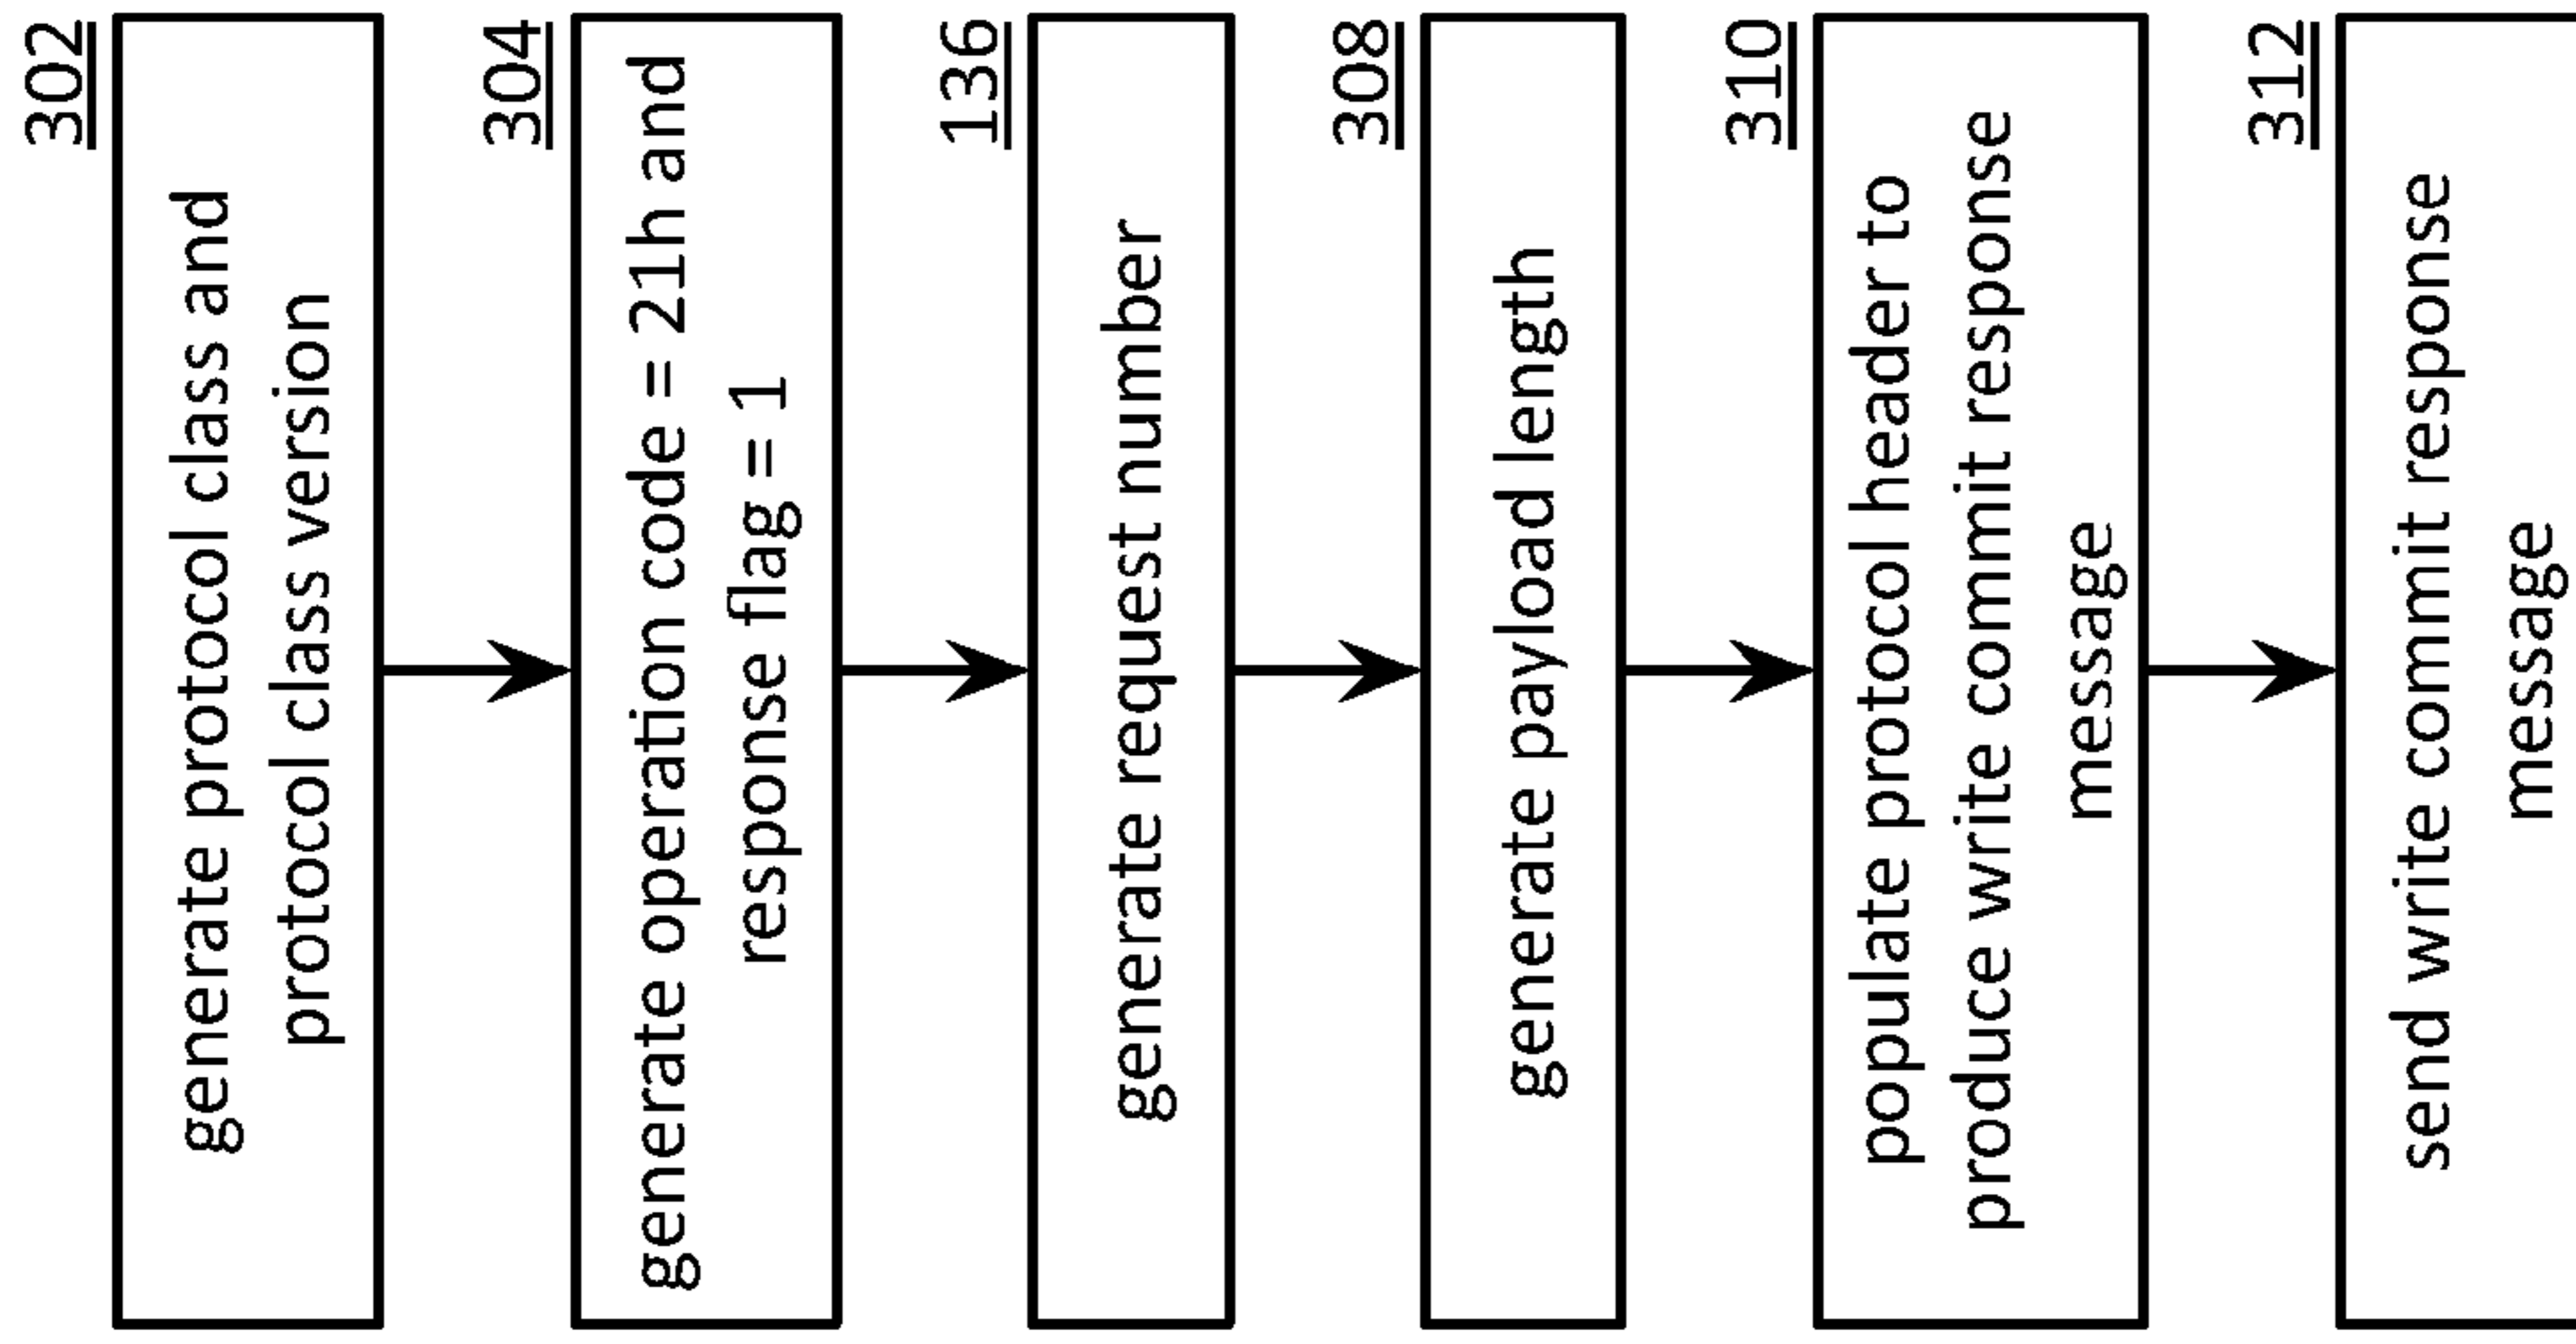 302
generate protocol class and
protocol class version
304
generate operation code = 21h and
response flag = 1
136
generate request number
308
generate payload length
310
populate protocol header to
produce write commit response
message
312
send write commit response
message